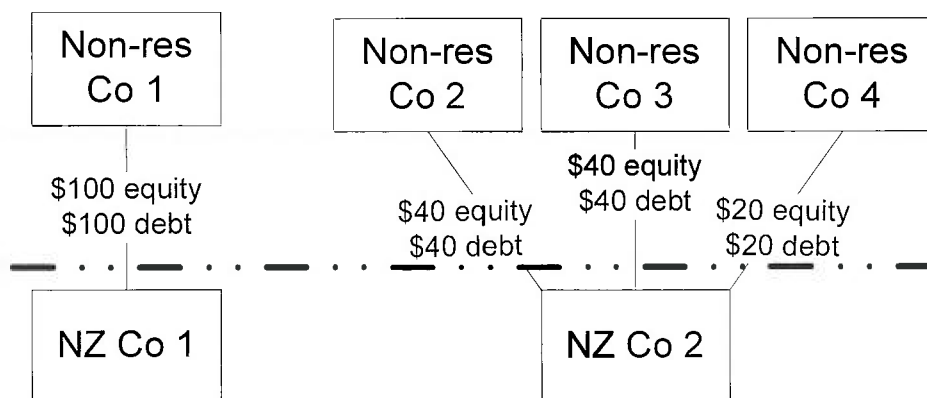 Non-res
Co 1
Non-res
Co 2
Non-res
Co 3
Non-res
Co 4
$100 equity
$100 debt
$40 equity
$40 debt
$40 equity
$40 debt
$20 equity
$20 debt
NZ Co 1
NZ Co 2